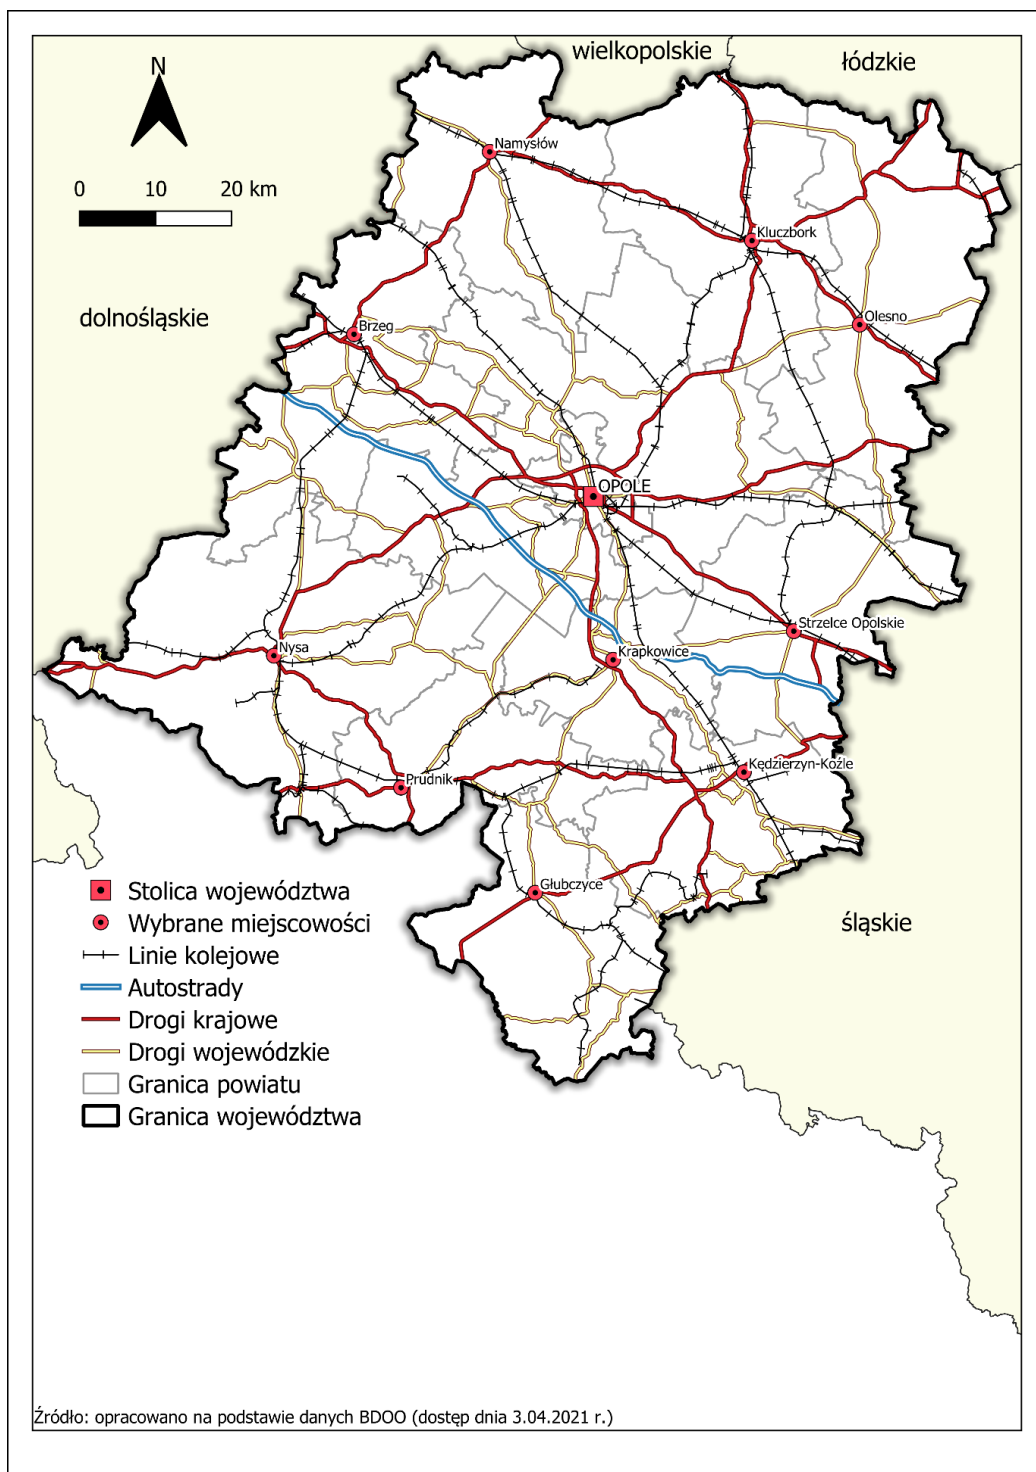 wielkopolskie
łódzkie
N
Namysłów
0 10 20 km
Kluczbork
dolnośląskie
Brzeg
Olesno
OPOLE
Strzelce Opolskie
Nysa
Krapkowice
Kędzierzyn-Koźle
Prudnik
Głubczyce
śląskie
Stolica województwa
Wybrane miejscowości
Linie kolejowe
Autostrady
Drogi krajowe
Drogi wojewódzkie
Granica powiatu
Granica województwa
Źródło: opracowano na podstawie danych BDOO (dostęp dnia 3.04.2021 r.)